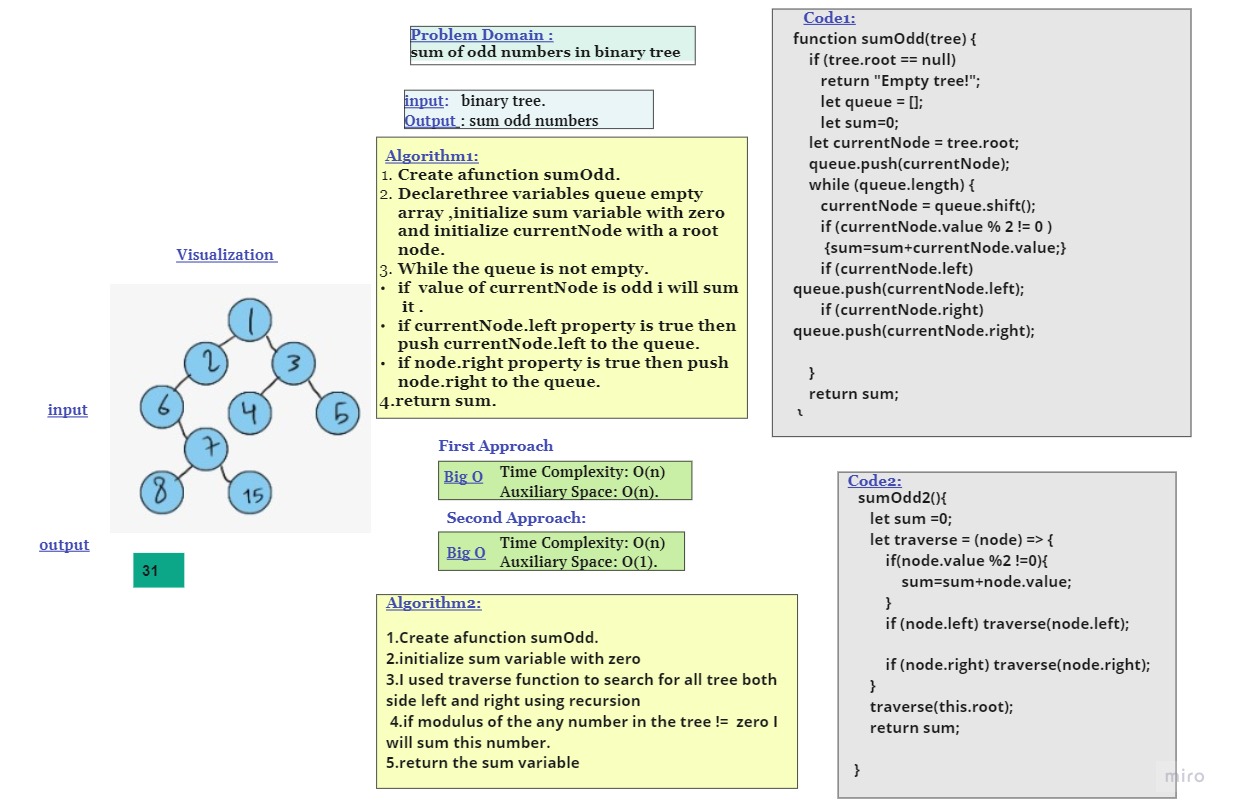 Problem Domain :
sum of odd numbers in binary tree
input:   binary tree.
Output : sum odd numbers
Algorithm1:
1. Create afunction sumOdd.
2. Declarethree variables queue empty
array ,initialize sum variable with zero
and initialize currentNode with a root
node.
3. While the queue is not empty.
• if  value of currentNode is odd i will sum
it .
• if currentNode.left property is true then
push currentNode.left to the queue.
• if node.right property is true then push
node.right to the queue.
4.return sum.
Visualization
input
1
2
3
6
4
5
7
8
15
output
31
First Approach
Big O
Time Complexity: O(n)
Auxiliary Space: O(n).
Second Approach:
Big O
Time Complexity: O(n)
Auxiliary Space: O(1).
Algorithm2:
1.Create afunction sumOdd.
2.initialize sum variable with zero
3.I used traverse function to search for all tree both
side left and right using recursion
4.if modulus of the any number in the tree !=  zero I
will sum this number.
5.return the sum variable
Code1:
function sumOdd(tree) {
if (tree.root == null)
return "Empty tree!";
let queue = [];
let sum=0;
let currentNode = tree.root;
queue.push(currentNode);
while (queue.length) {
currentNode = queue.shift();
if (currentNode.value % 2 != 0 )
{sum=sum+currentNode.value;}
if (currentNode.left)
queue.push(currentNode.left);
if (currentNode.right)
queue.push(currentNode.right);
}
return sum;
Code2:
sumOdd2(){
let sum =0;
let traverse = (node) => {
if(node.value %2 !=0){
sum=sum+node.value;
}
if (node.left) traverse(node.left);
if (node.right) traverse(node.right);
}
traverse(this.root);
return sum;
}
miro